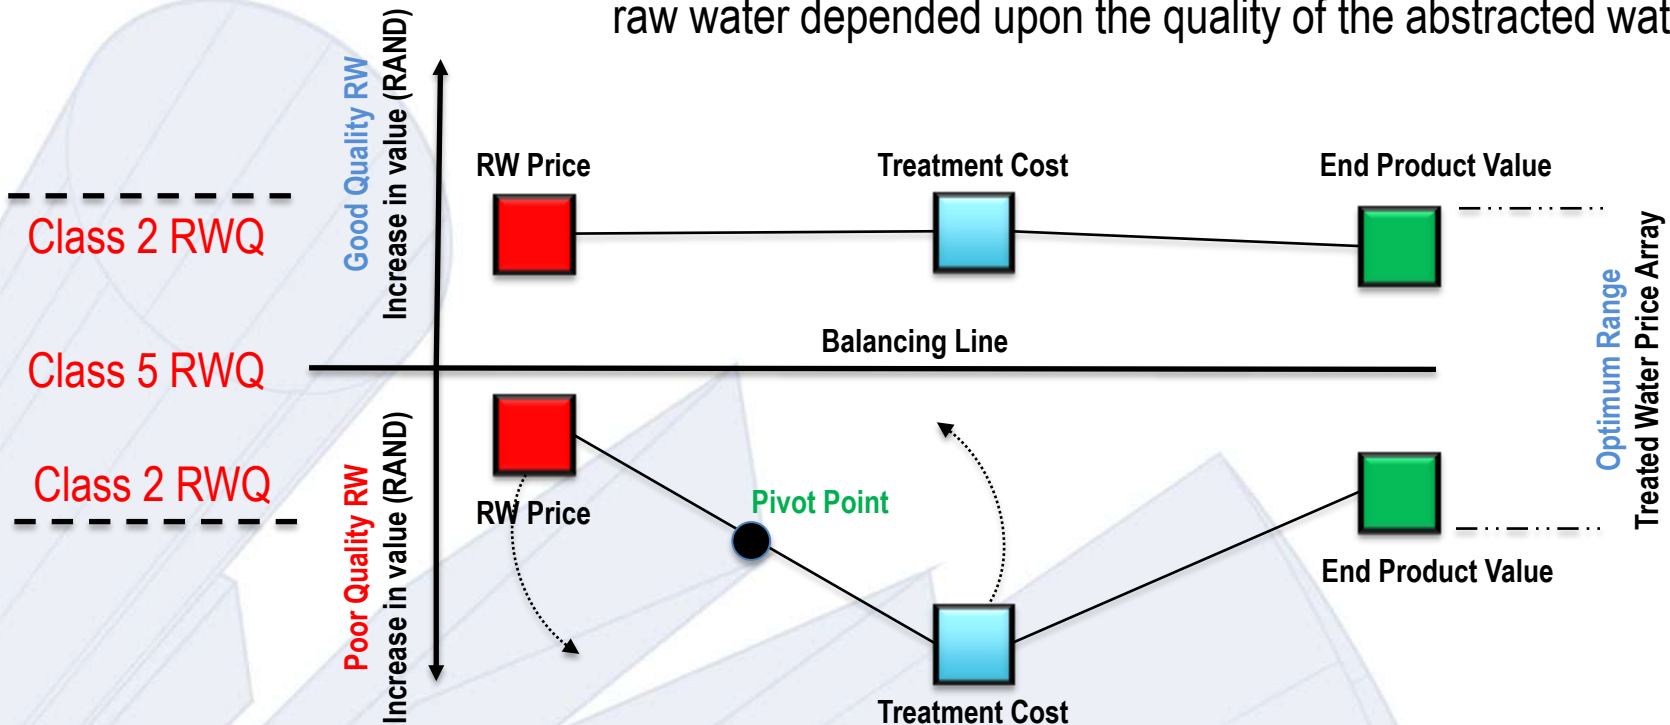 raw water depended upon the quality of the abstracted wat
Good Quality RW
Increase in value (RAND)
RW Price
Treatment Cost
End Product Value
Class 2 RWQ
Balancing Line
Class 5 RWQ
Optimum Range
Treated Water Price Array
Class 2 RWQ
Poor Quality RW
Increase in value (RAND)
RW Price
Pivot Point
End Product Value
Treatment Cost